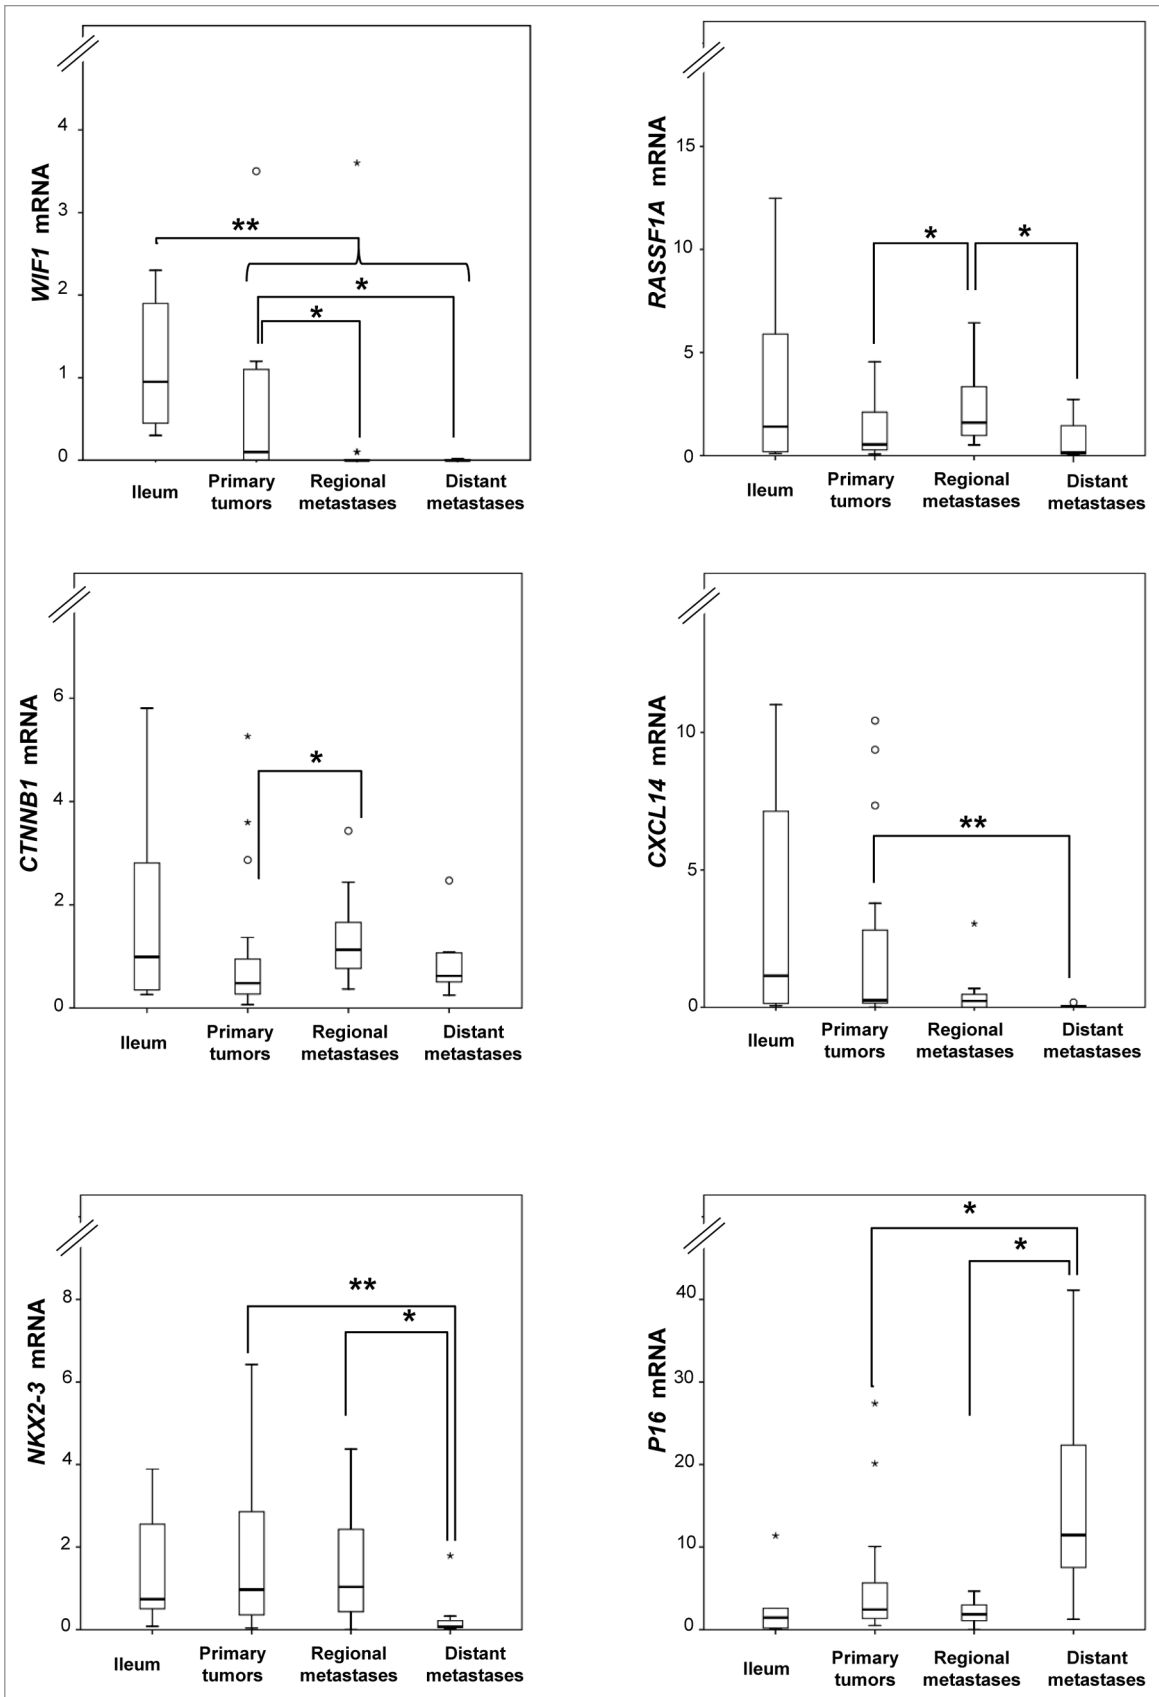 WIF1 mRNA
4
3
2
1
0
**
*
*
Ileum
Primary tumors
Regional metastases
Distant metastases
RASSF1A mRNA
15
10
5
0
*
*
Ileum
Primary tumors
Regional metastases
Distant metastases
CTNNB1 mRNA
6
4
2
0
*
Ileum
Primary tumors
Regional metastases
Distant metastases
CXCL14 mRNA
10
5
0
**
Ileum
Primary tumors
Regional metastases
Distant metastases
NKX2-3 mRNA
8
6
4
2
0
**
*
Ileum
Primary tumors
Regional metastases
Distant metastases
P16 mRNA
40
30
20
10
0
*
*
Ileum
Primary tumors
Regional metastases
Distant metastases